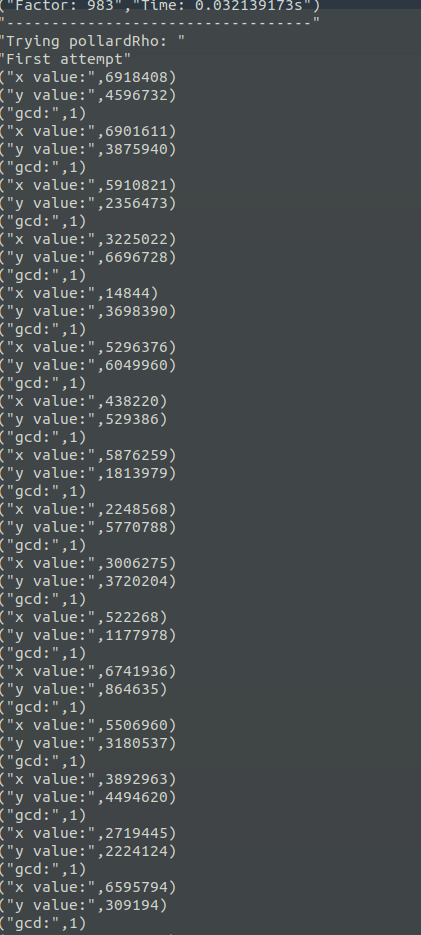 ("Factor: 983","Time: 0.032139173s")
"----------------------------------"
"Trying pollardRho: "
"First attempt"
("x value:",6918408)
("y value:",4596732)
("gcd:",1)
("x value:",6901611)
("y value:",3875940)
("gcd:",1)
("x value:",5910821)
("y value:",2356473)
("gcd:",1)
("x value:",3225022)
("y value:",6696728)
("gcd:",1)
("x value:",14844)
("y value:",3698390)
("gcd:",1)
("x value:",5296376)
("y value:",6049960)
("gcd:",1)
("x value:",438220)
("y value:",529386)
("gcd:",1)
("x value:",5876259)
("y value:",1813979)
("gcd:",1)
("x value:",2248568)
("y value:",5770788)
("gcd:",1)
("x value:",3006275)
("y value:",3720204)
("gcd:",1)
("x value:",522268)
("y value:",1177978)
("gcd:",1)
("x value:",6741936)
("y value:",864635)
("gcd:",1)
("x value:",5506960)
("y value:",3180537)
("gcd:",1)
("x value:",3892963)
("y value:",4494620)
("gcd:",1)
("x value:",2719445)
("y value:",2224124)
("gcd:",1)
("x value:",6595794)
("y value:",309194)
("gcd:",1)